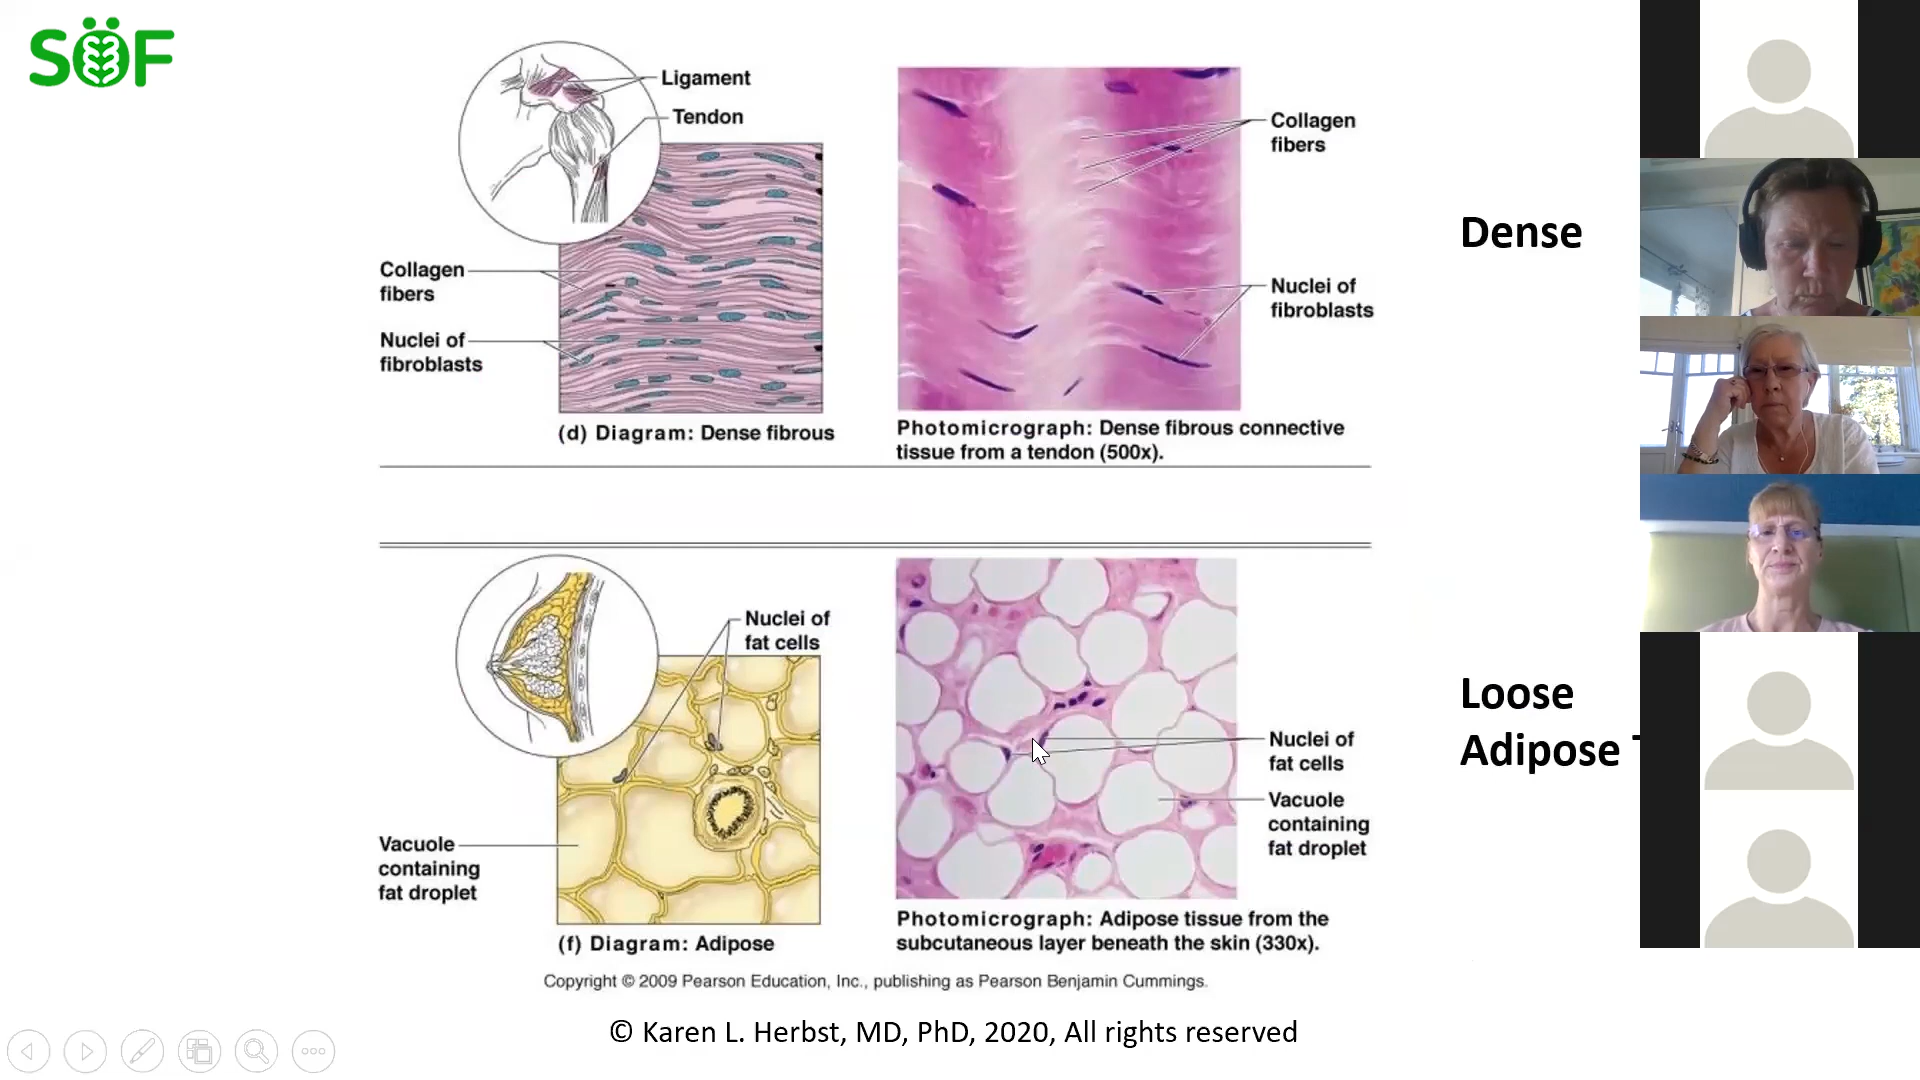 SÖF
Ligament
Tendon
Collagen
fibers
Nuclei of
fibroblasts
(d) Diagram: Dense fibrous
Collagen
fibers
Nuclei of
fibroblasts
Photomicrograph: Dense fibrous connective
tissue from a tendon (500x).
Dense
Nuclei of
fat cells
Vacuole
containing
fat droplet
(f) Diagram: Adipose
Nuclei of
fat cells
Vacuole
containing
fat droplet
Photomicrograph: Adipose tissue from the
subcutaneous layer beneath the skin (330x).
Loose
Adipose
Copyright © 2009 Pearson Education, Inc., publishing as Pearson Benjamin Cummings.
© Karen L. Herbst, MD, PhD, 2020, All rights reserved